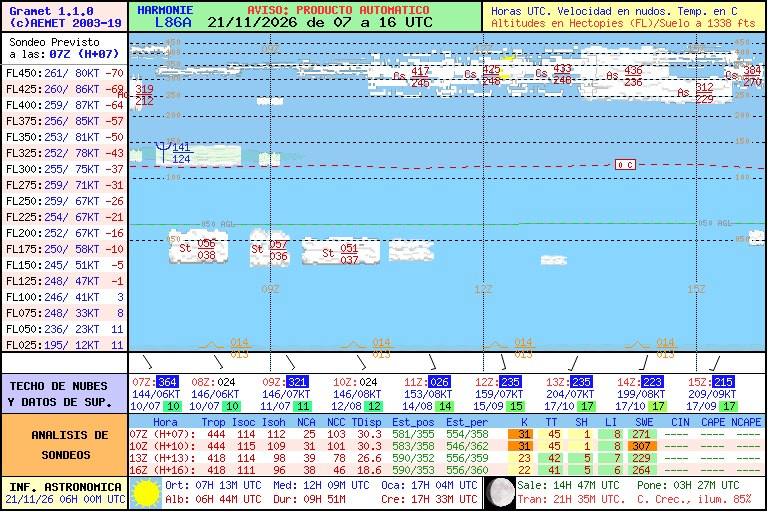 Gramet 1.1.0
(c)AEMET 2003-19
HARMONIE
L86A
AVISO: PRODUCTO AUTOMATICO
21/11/2026 de 07 a 16 UTC
Horas UTC. Velocidad en nudos. Temp. en C
Altitudes en Hectopies (FL)/Suelo a 1338 fts
Sondeo Previsto
a las: 07Z (H+07)
FL450: 261/ 80KT -70
FL425: 260/ 86KT -69
FL400: 259/ 87KT -64
FL375: 256/ 85KT -57
FL350: 253/ 81KT -50
FL325: 252/ 78KT -43
FL300: 255/ 75KT -37
FL275: 259/ 71KT -31
FL250: 259/ 67KT -26
FL225: 254/ 67KT -21
FL200: 252/ 67KT -16
FL175: 250/ 58KT -10
FL150: 245/ 51KT -5
FL125: 248/ 47KT -1
FL100: 246/ 41KT 3
FL075: 248/ 33KT 8
FL050: 236/ 23KT 11
FL025: 195/ 12KT 11
319
212
Cs 417
245
425
248
Cs 433
248
As 436
236
As 312
229
Cs 384
270
141
124
0 C
050 AGL
050 AGL
St 056
038
057
036
St 051
037
09Z
12Z
15Z
014
013
014
013
014
013
014
013
TECHO DE NUBES
Y DATOS DE SUP.
07Z: 364 08Z: 024 09Z: 321 10Z: 024 11Z: 026 12Z: 235 13Z: 235 14Z: 223 15Z: 215
144/06KT 146/06KT 147/06KT 146/08KT 153/08KT 159/07KT 204/07KT 199/08KT 209/09KT
10/07 10 10/07 10 11/07 11 12/08 12 14/08 14 15/09 15 17/10 17 17/10 17 17/09 17
ANALISIS DE
SONDEOS
Hora Trop Isoc Isoh NCA NCC TDisp Est_pos Est_per K TT SH LI SWE CIN CAPE NCAPE
07Z (H+07): 444 114 112 25 103 30.3 581/355 554/358 31 45 1 8 271 ---- ---- ----
10Z (H+10): 444 115 109 31 101 30.3 583/358 546/362 31 45 1 8 307 ---- ---- ----
13Z (H+13): 418 114 98 39 78 26.6 590/353 559/359 23 42 5 7 229 ---- ---- ----
16Z (H+16): 418 111 96 38 46 18.6 590/352 556/360 22 41 5 6 264 ---- ---- ----
INF. ASTRONOMICA
21/11/26 06H 00M UTC
Ort: 07H 13M UTC Med: 12H 09M UTC Oca: 17H 04M UTC
Alb: 06H 44M UTC Dur: 09H 51M Cre: 17H 33M UTC
Sale: 14H 47M UTC Pone: 03H 27M UTC
Tran: 21H 35M UTC. C. Crec., ilum. 85%